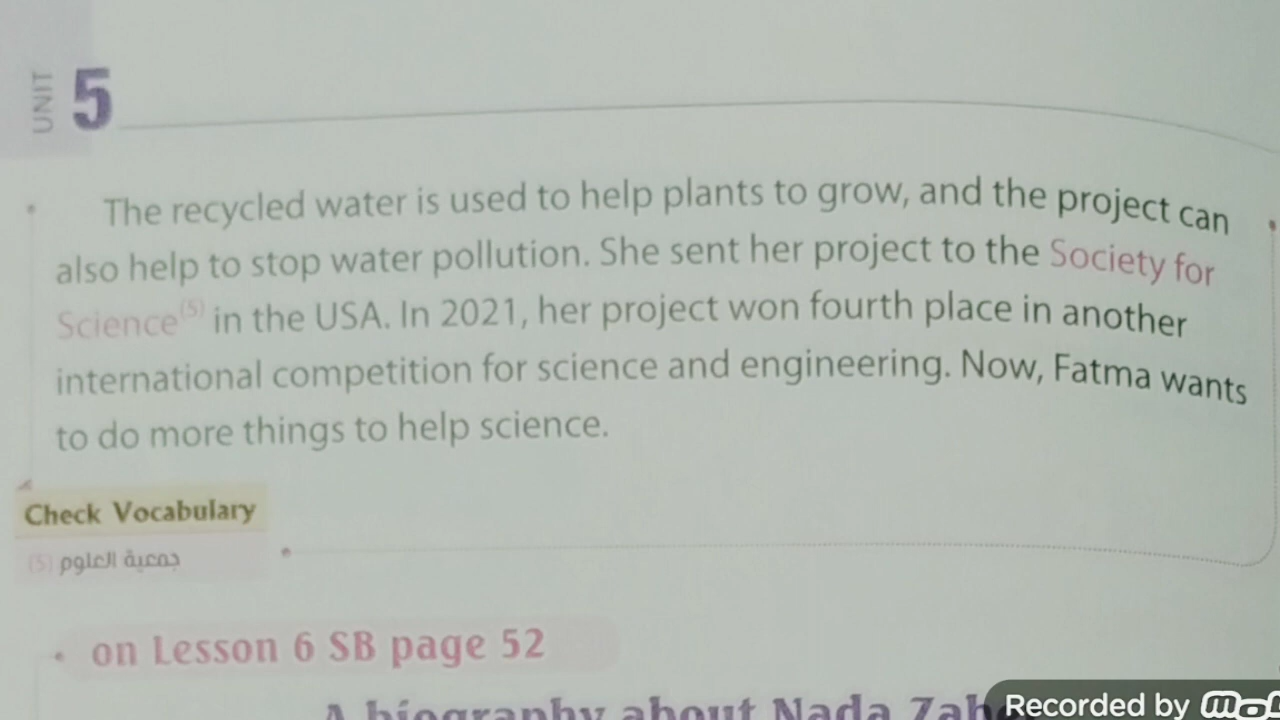 UNIT 5
The recycled water is used to help plants to grow, and the project can
also help to stop water pollution. She sent her project to the Society for
Science(5) in the USA. In 2021, her project won fourth place in another
international competition for science and engineering. Now, Fatma wants
to do more things to help science.
Check Vocabulary
(5) جمعية العلوم
on Lesson 6 SB page 52
A biography about Nada
Recorded by